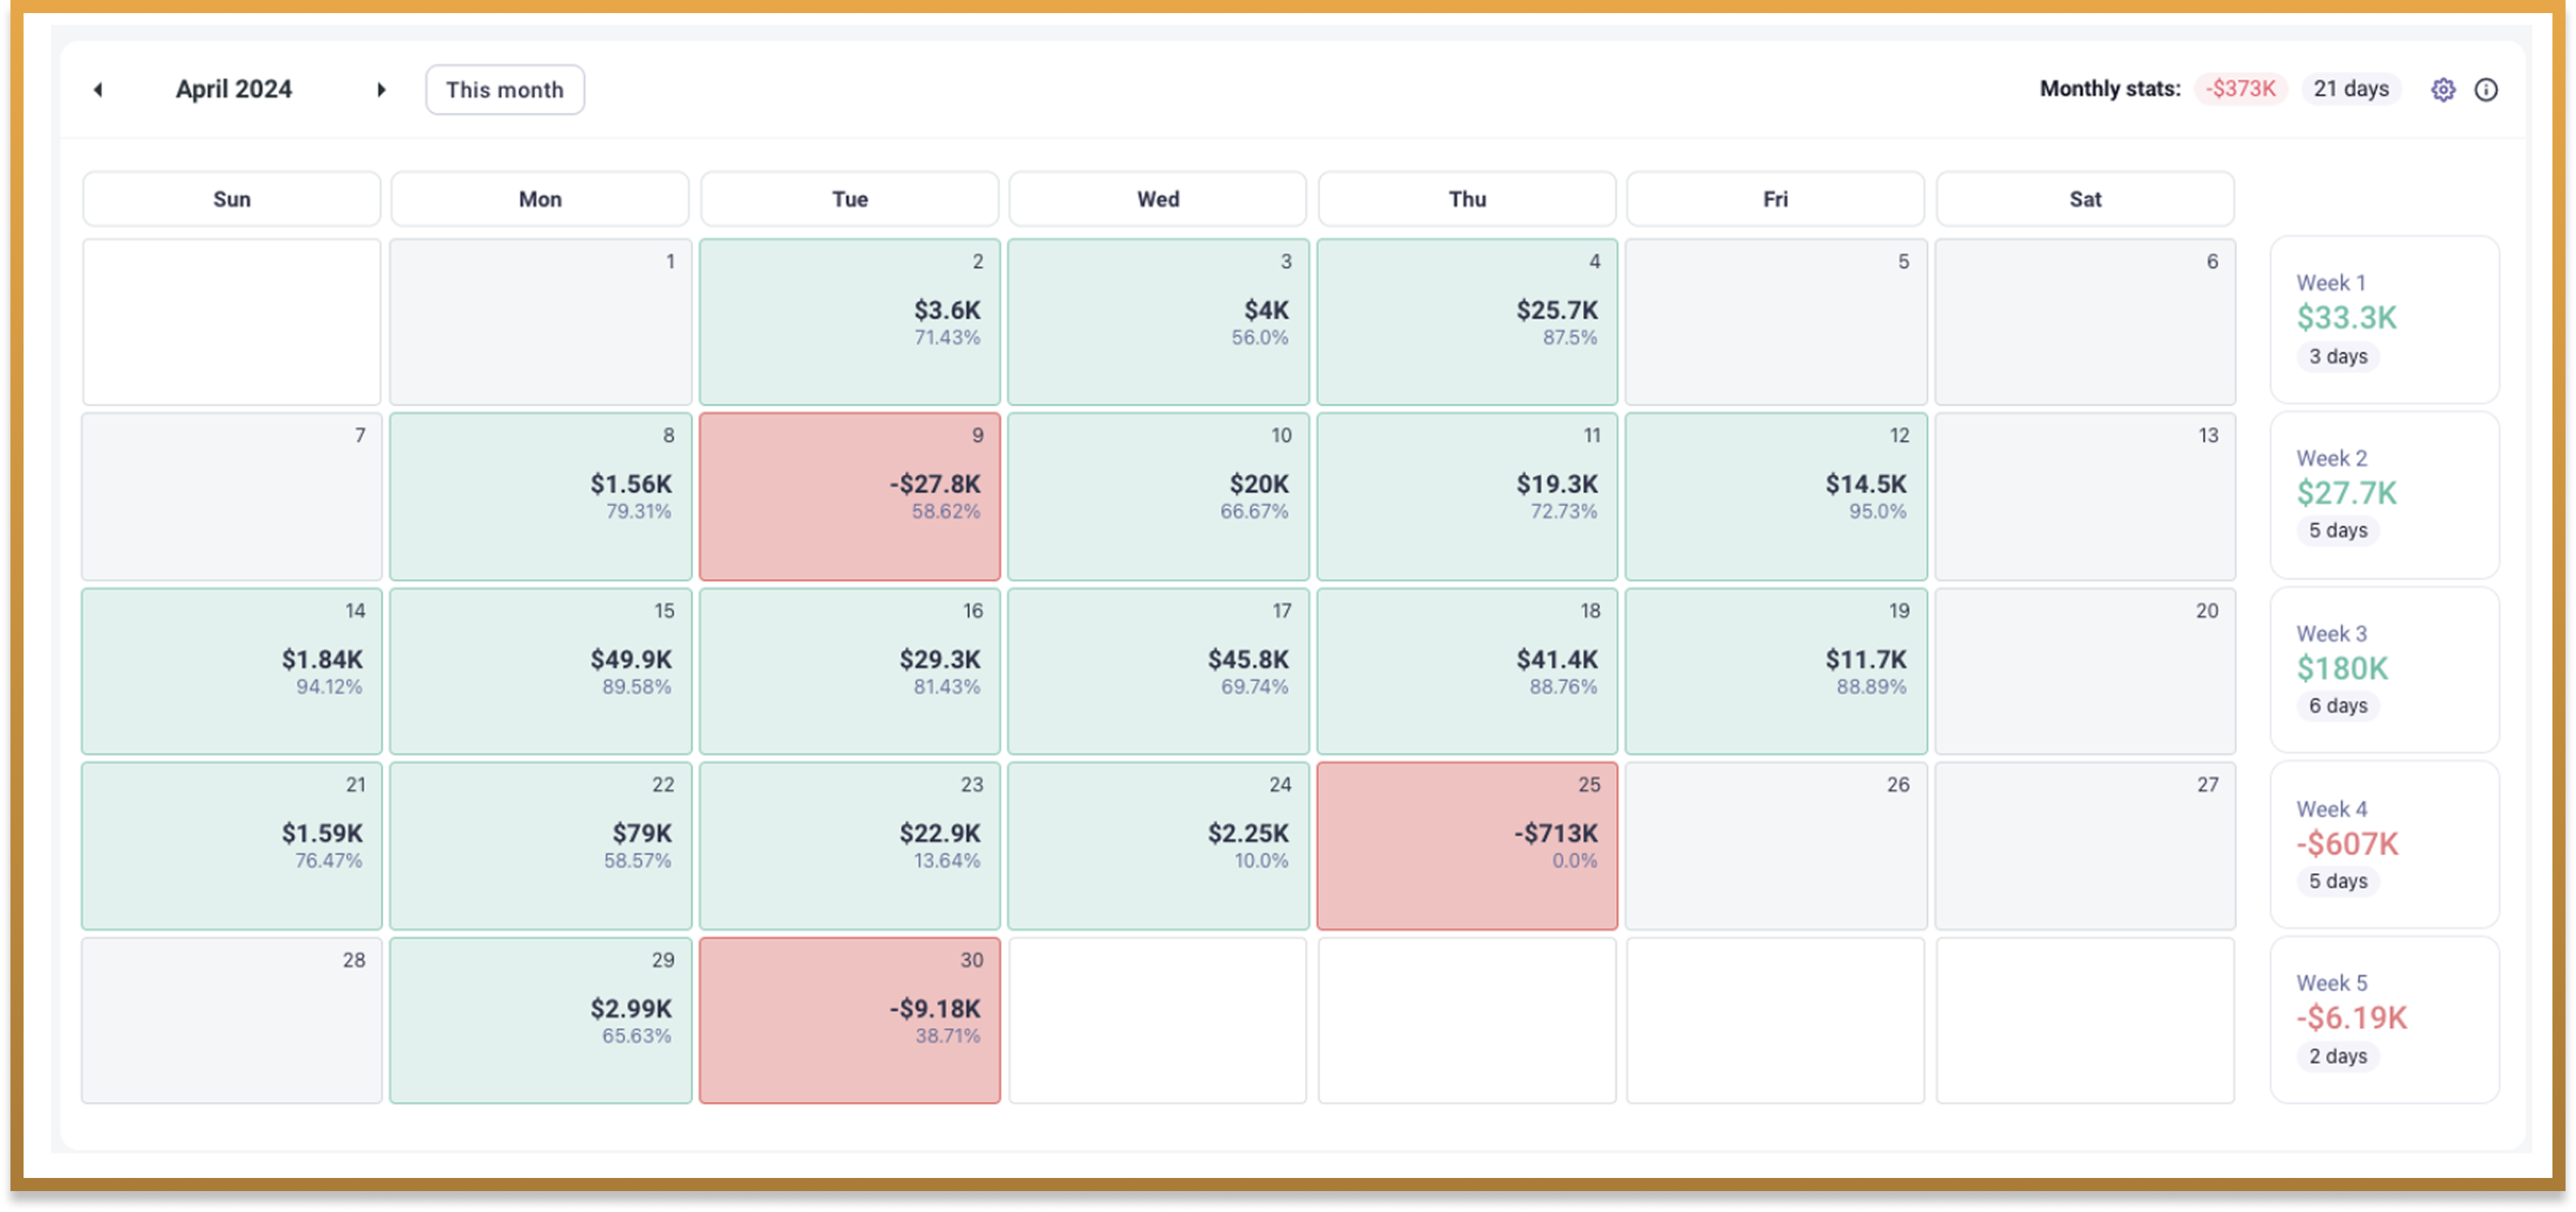 April 2024 This month Monthly stats: -$373K 21 days
Sun Mon Tue Wed Thu Fri Sat
1 2 3 4 5 6
$3.6K $4K $25.7K
71.43% 56.0% 87.5%
Week 1
$33.3K
3 days
7 8 9 10 11 12 13
$1.56K -$27.8K $20K $19.3K $14.5K
79.31% 58.62% 66.67% 72.73% 95.0%
Week 2
$27.7K
5 days
14 15 16 17 18 19 20
$1.84K $49.9K $29.3K $45.8K $41.4K $11.7K
94.12% 89.58% 81.43% 69.74% 88.76% 88.89%
Week 3
$180K
6 days
21 22 23 24 25 26 27
$1.59K $79K $22.9K $2.25K -$713K
76.47% 58.57% 13.64% 10.0% 0.0%
Week 4
-$607K
5 days
28 29 30
$2.99K -$9.18K
65.63% 38.71%
Week 5
-$6.19K
2 days